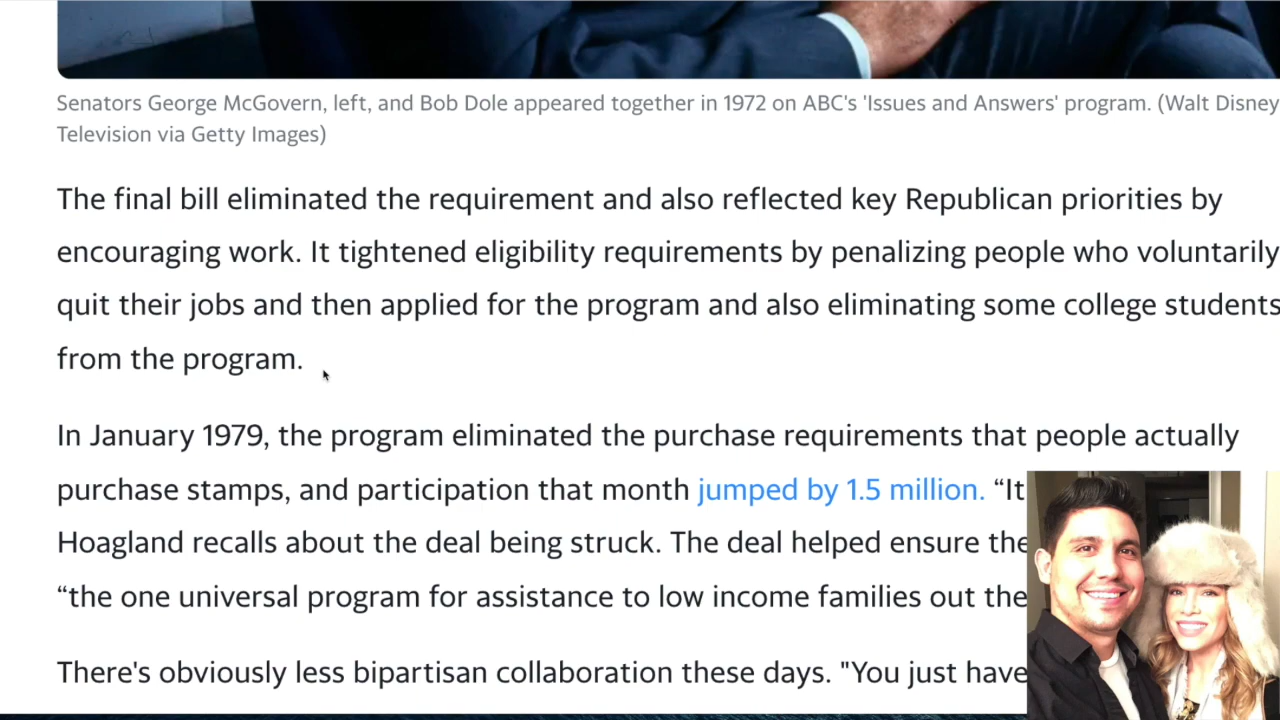 Senators George McGovern, left, and Bob Dole appeared together in 1972 on ABC's 'Issues and Answers' program. (Walt Disney
Television via Getty Images)
The final bill eliminated the requirement and also reflected key Republican priorities by
encouraging work. It tightened eligibility requirements by penalizing people who voluntarily
quit their jobs and then applied for the program and also eliminating some college students
from the program.
In January 1979, the program eliminated the purchase requirements that people actually
purchase stamps, and participation that month jumped by 1.5 million. “It
Hoagland recalls about the deal being struck. The deal helped ensure the
“the one universal program for assistance to low income families out the
There's obviously less bipartisan collaboration these days. "You just have